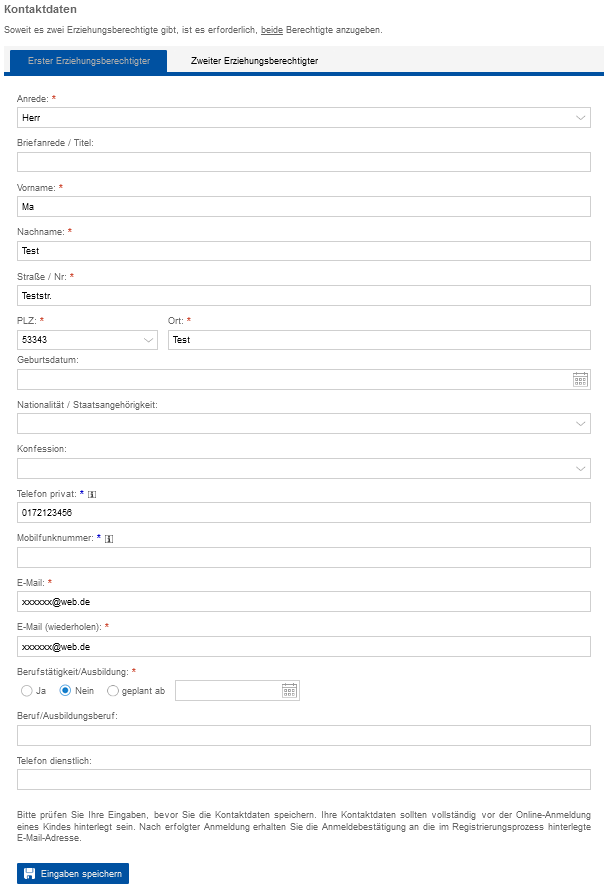 Kontaktdaten
Soweit es zwei Erziehungsberechtigte gibt, ist es erforderlich, beide Berechtigte anzugeben.
Erster Erziehungsberechtigter Zweiter Erziehungsberechtigter
Anrede: *
Herr
Briefanrede / Titel:
Vorname: *
Ma
Nachname: *
Test
Straße / Nr: *
Teststr.
PLZ: * Ort: *
53343 Test
Geburtsdatum:
Nationalität / Staatsangehörigkeit:
Konfession:
Telefon privat: *
0172123456
Mobilfunknummer: *
E-Mail: *
xxxxxx@web.de
E-Mail (wiederholen): *
xxxxxx@web.de
Berufstätigkeit/Ausbildung: *
Ja Nein geplant ab
Beruf/Ausbildungsberuf:
Telefon dienstlich:
Bitte prüfen Sie Ihre Eingaben, bevor Sie die Kontaktdaten speichern. Ihre Kontaktdaten sollten vollständig vor der Online-Anmeldung
eines Kindes hinterlegt sein. Nach erfolgter Anmeldung erhalten Sie die Anmeldebestätigung an die im Registrierungsprozess hinterlegte
E-Mail-Adresse.
Eingaben speichern